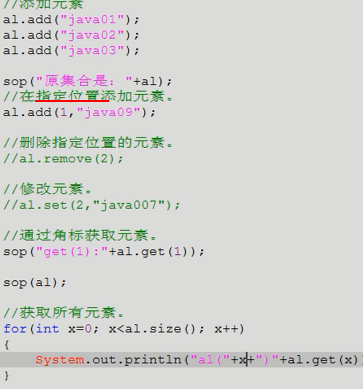 //添加元素
al.add("java01");
al.add("java02");
al.add("java03");
sop("原集合是："+al);
//在指定位置添加元素。
al.add(1,"java09");
//删除指定位置的元素。
//al.remove(2);
//修改元素。
//al.set(2,"java007");
//通过角标获取元素。
sop("get(1):"+al.get(1));
sop(al);
//获取所有元素。
for(int x=0; x<al.size(); x++)
{
System.out.println("al("+x+")"+al.get(x)
}